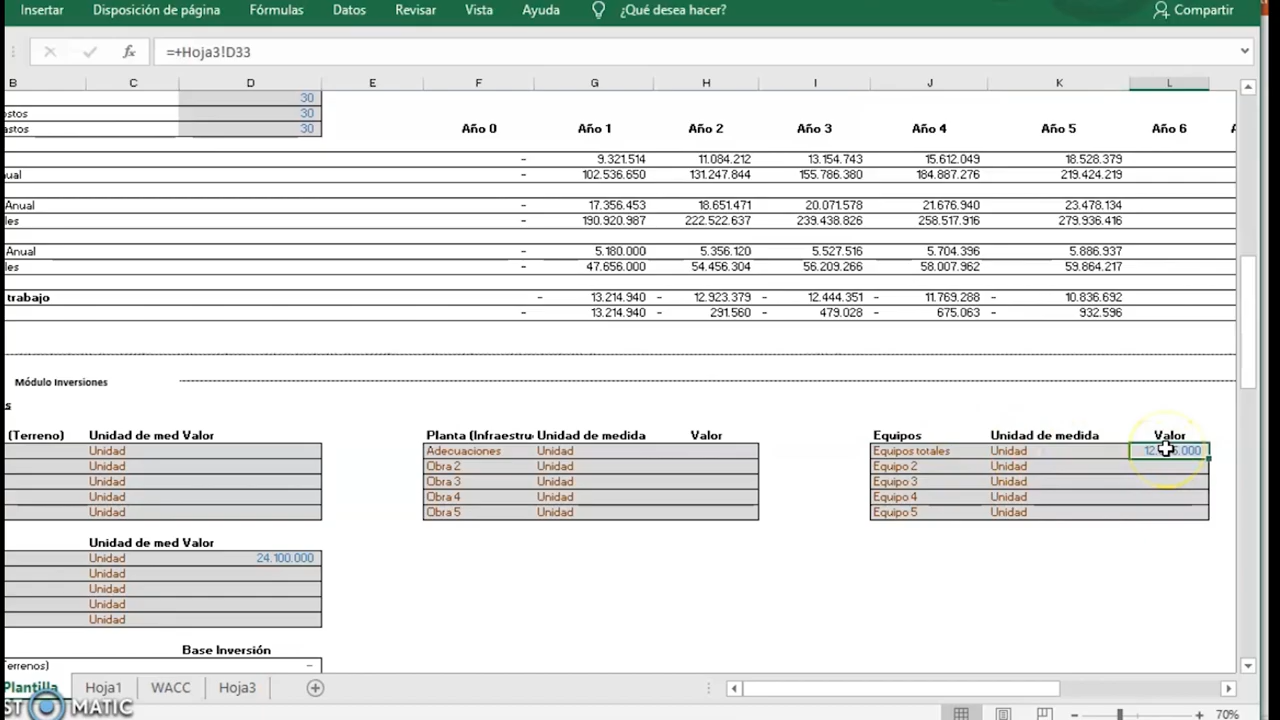 Insertar Disposición de página Fórmulas Datos Revisar Vista Ayuda ¿Qué desea hacer? Compartir
fx =+Hoja3!D33
B C D E F G H I J K L
30
ostos 30
astos 30
Año 0 Año 1 Año 2 Año 3 Año 4 Año 5 Año 6
- 9.321.514 11.084.212 13.154.743 15.612.049 18.528.379
ual - 102.536.650 131.247.844 155.786.380 184.887.276 219.424.219
Anual - 17.356.453 18.651.471 20.071.578 21.676.940 23.478.134
les - 190.920.987 222.522.637 239.438.826 258.517.916 279.936.416
Anual - 5.180.000 5.356.120 5.527.516 5.704.396 5.886.937
les - 47.656.000 54.456.304 56.209.266 58.007.962 59.864.217
trabajo - 13.214.940 - 12.923.379 - 12.444.351 - 11.769.288 - 10.836.692
- 13.214.940 - 291.560 - 479.028 - 675.063 - 932.596
Módulo Inversiones
s
(Terreno) Unidad de med Valor Planta (Infraestru Unidad de medida Valor Equipos Unidad de medida Valor
Unidad Adecuaciones Unidad Equipos totales Unidad
Unidad Obra 2 Unidad Equipo 2 Unidad
Unidad Obra 3 Unidad Equipo 3 Unidad
Unidad Obra 4 Unidad Equipo 4 Unidad
Unidad Obra 5 Unidad Equipo 5 Unidad
Unidad de med Valor
Unidad 24.100.000
Unidad
Unidad
Unidad
Unidad
Base Inversión
Terrenos) -
Plantilla Hoja1 WACC Hoja3
ST MATIC 70%